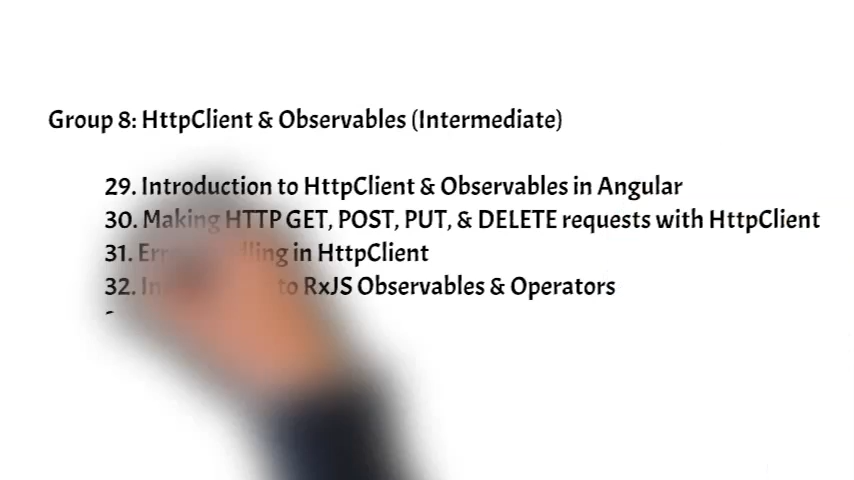 Group 8: HttpClient & Observables (Intermediate)
29. Introduction to HttpClient & Observables in Angular
30. Making HTTP GET, POST, PUT, & DELETE requests with HttpClient
31. in HttpClient
32. to RxJS Observables & Operators